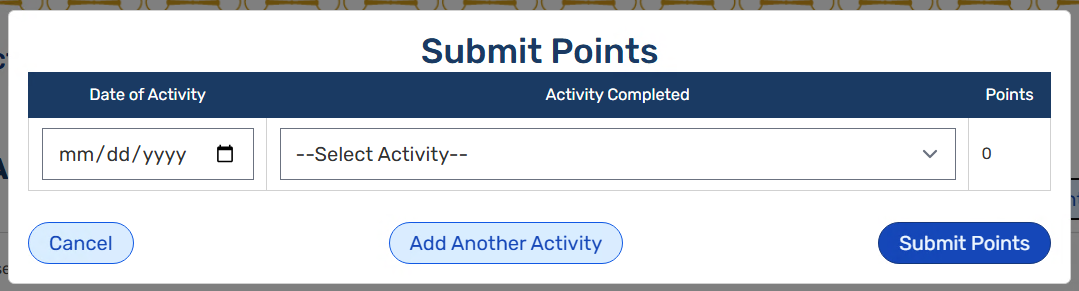 Submit Points
Date of Activity Activity Completed Points
mm/dd/yyyy --Select Activity-- 0
Cancel Add Another Activity Submit Points